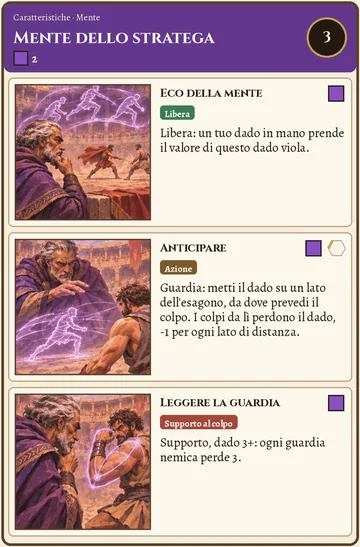 Caratteristiche · Mente
Mente dello stratega
3
2
Eco della mente
Libera
Libera: un tuo dado in mano prende
il valore di questo dado viola.
Anticipare
Azione
Guardia: metti il dado su un lato
dell'esagono, da dove prevedi il
colpo. I colpi da lì perdono il dado,
-1 per ogni lato di distanza.
Leggere la guardia
Supporto al colpo
Supporto, dado 3+: ogni guardia
nemica perde 3.